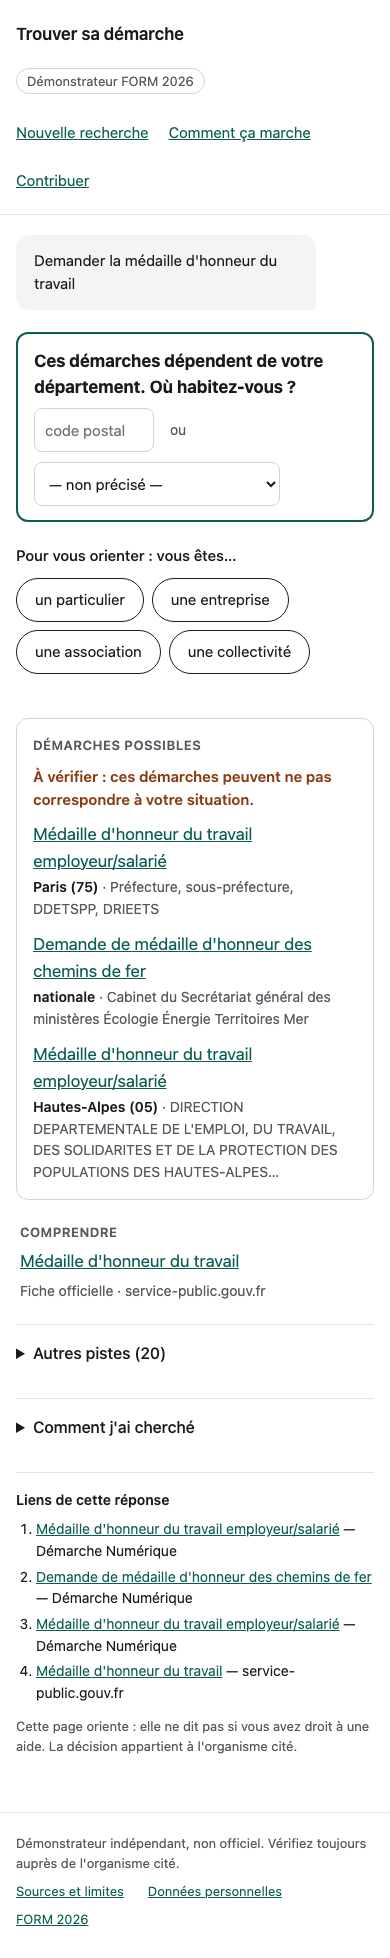 Trouver sa démarche
Démonstrateur FORM 2026
Nouvelle recherche Comment ça marche
Contribuer
Demander la médaille d'honneur du
travail
Ces démarches dépendent de votre
département. Où habitez-vous ?
code postal ou
— non précisé —
Pour vous orienter : vous êtes...
un particulier une entreprise
une association une collectivité
DÉMARCHES POSSIBLES
À vérifier : ces démarches peuvent ne pas
correspondre à votre situation.
Médaille d'honneur du travail
employeur/salarié
Paris (75) · Préfecture, sous-préfecture,
DDETSPP, DRIEETS
Demande de médaille d'honneur des
chemins de fer
nationale · Cabinet du Secrétariat général des
ministères Écologie Énergie Territoires Mer
Médaille d'honneur du travail
employeur/salarié
Hautes-Alpes (05) · DIRECTION
DEPARTEMENTALE DE L'EMPLOI, DU TRAVAIL,
DES SOLIDARITES ET DE LA PROTECTION DES
POPULATIONS DES HAUTES-ALPES...
COMPRENDRE
Médaille d'honneur du travail
Fiche officielle · service-public.gouv.fr
Autres pistes (20)
Comment j'ai cherché
Liens de cette réponse
1. Médaille d'honneur du travail employeur/salarié —
Démarche Numérique
2. Demande de médaille d'honneur des chemins de fer
— Démarche Numérique
3. Médaille d'honneur du travail employeur/salarié —
Démarche Numérique
4. Médaille d'honneur du travail — service-
public.gouv.fr
Cette page oriente : elle ne dit pas si vous avez droit à une
aide. La décision appartient à l'organisme cité.
Démonstrateur indépendant, non officiel. Vérifiez toujours
auprès de l'organisme cité.
Sources et limites Données personnelles
FORM 2026